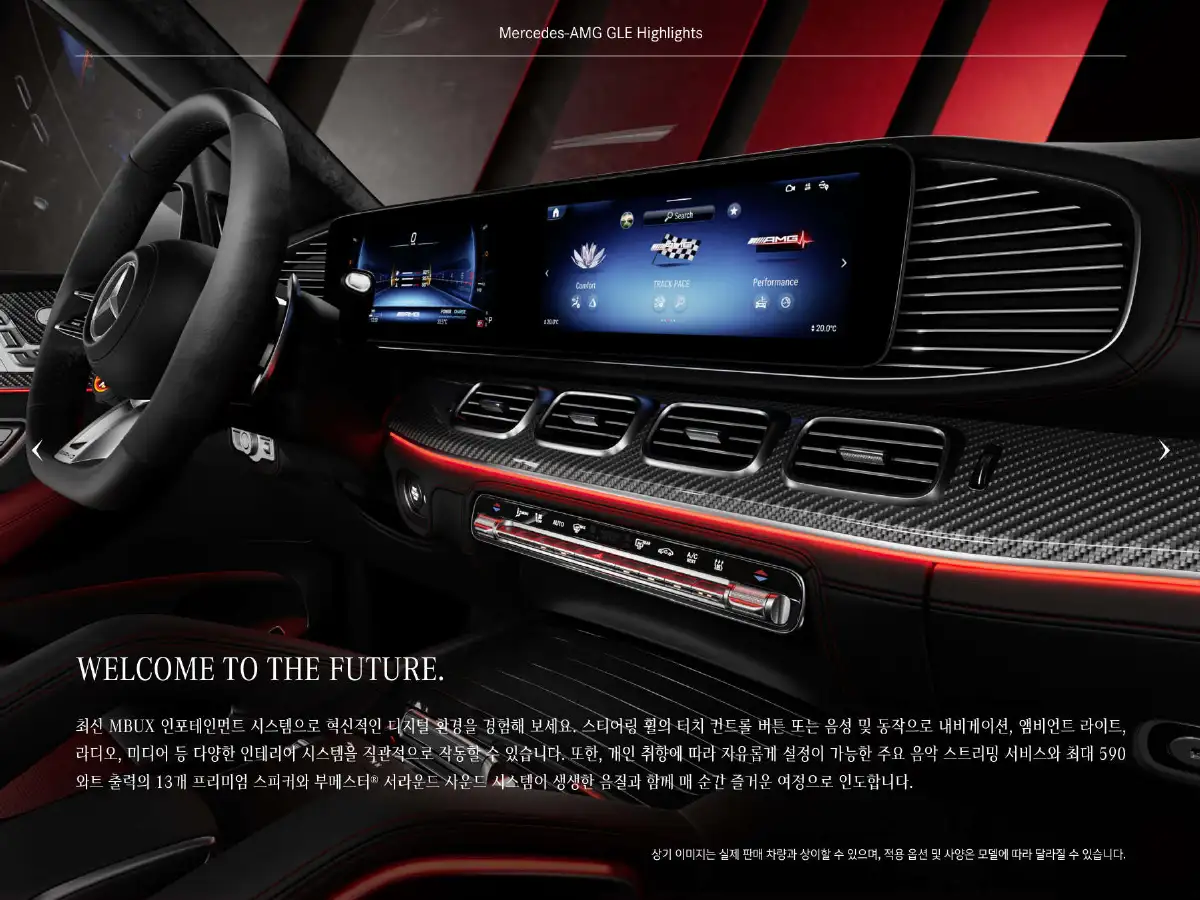 Mercedes-AMG GLE Highlights
0
Search
AMG
Comfort
TRACK PACE
Performance
POWER
CHARGE
AMG
20.0°C
20.0°C
AUTO
A/C
WELCOME TO THE FUTURE.
최신 MBUX 인포테인먼트 시스템으로 혁신적인 디지털 환경을 경험해 보세요. 스티어링 휠의 터치 컨트롤 버튼 또는 음성 및 동작으로 내비게이션, 앰비언트 라이트,
라디오, 미디어 등 다양한 인테리어 시스템을 직관적으로 작동할 수 있습니다. 또한, 개인 취향에 따라 자유롭게 설정이 가능한 주요 음악 스트리밍 서비스와 최대 590
와트 출력의 13개 프리미엄 스피커와 부메스터® 서라운드 사운드 시스템이 생생한 음질과 함께 매 순간 즐거운 여정으로 인도합니다.
상기 이미지는 실제 판매 차량과 상이할 수 있으며, 적용 옵션 및 사양은 모델에 따라 달라질 수 있습니다.